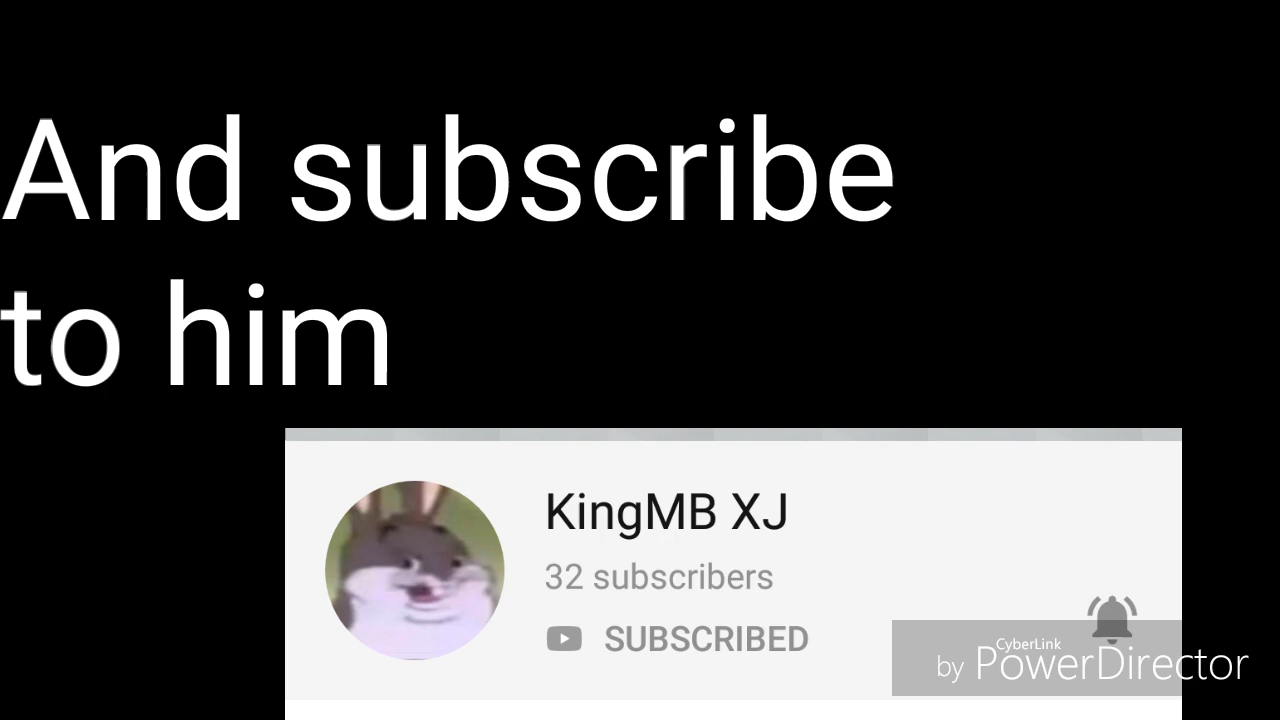 And subscribe
to him
KingMB XJ
32 subscribers
SUBSCRIBED
CyberLink
by PowerDirector